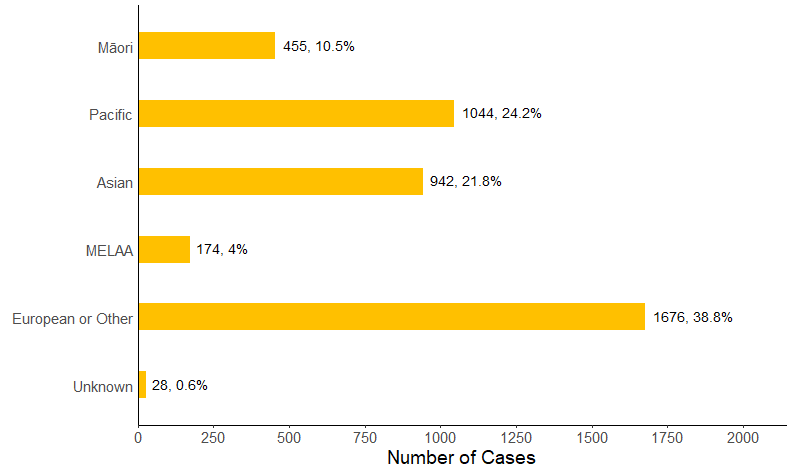 Māori 455, 10.5%
Pacific 1044, 24.2%
Asian 942, 21.8%
MELAA 174, 4%
European or Other 1676, 38.8%
Unknown 28, 0.6%
0 250 500 750 1000 1250 1500 1750 2000
Number of Cases